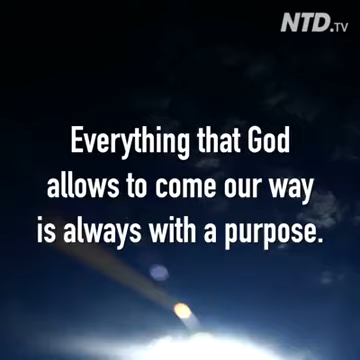 NTD.TV
Everything that God
allows to come our way
is always with a purpose.